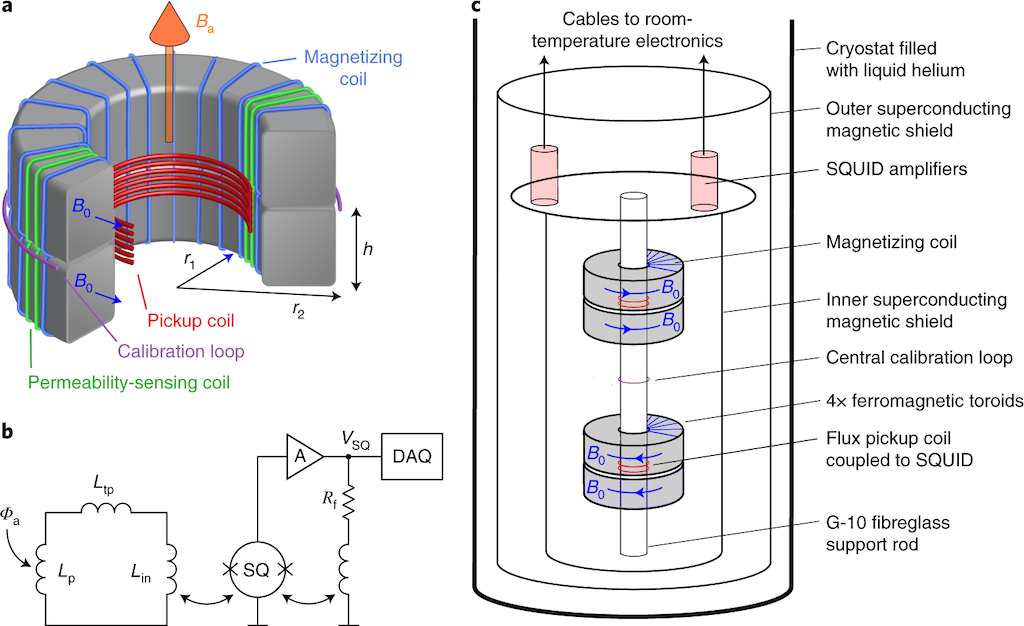 a
Bₐ
Magnetizing
coil
B₀
B₀
r₁
h
r₂
Pickup coil
Calibration loop
Permeability-sensing coil
b
Φₐ
Lₚ
Lₜₚ
Lᵢₙ
SQ
A
V_SQ
R_f
DAQ
c
Cables to room-
temperature electronics
Cryostat filled
with liquid helium
Outer superconducting
magnetic shield
SQUID amplifiers
Magnetizing coil
B₀
B₀
Inner superconducting
magnetic shield
Central calibration loop
4× ferromagnetic toroids
Flux pickup coil
coupled to SQUID
B₀
B₀
G-10 fibreglass
support rod